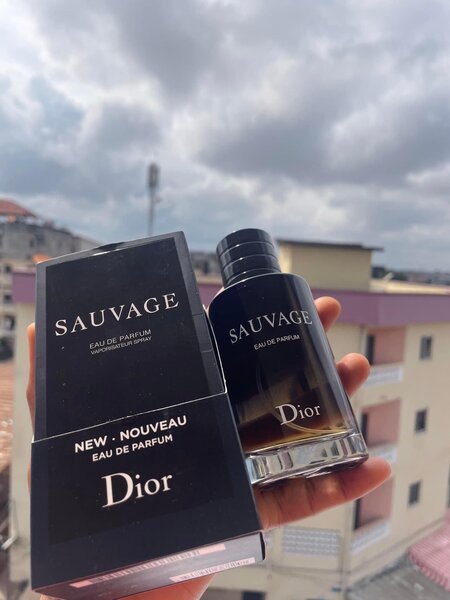 SAUVAGE
EAU DE PARFUM
VAPORISATEUR SPRAY
NEW · NOUVEAU
EAU DE PARFUM
Dior
SAUVAGE
EAU DE PARFUM
Dior